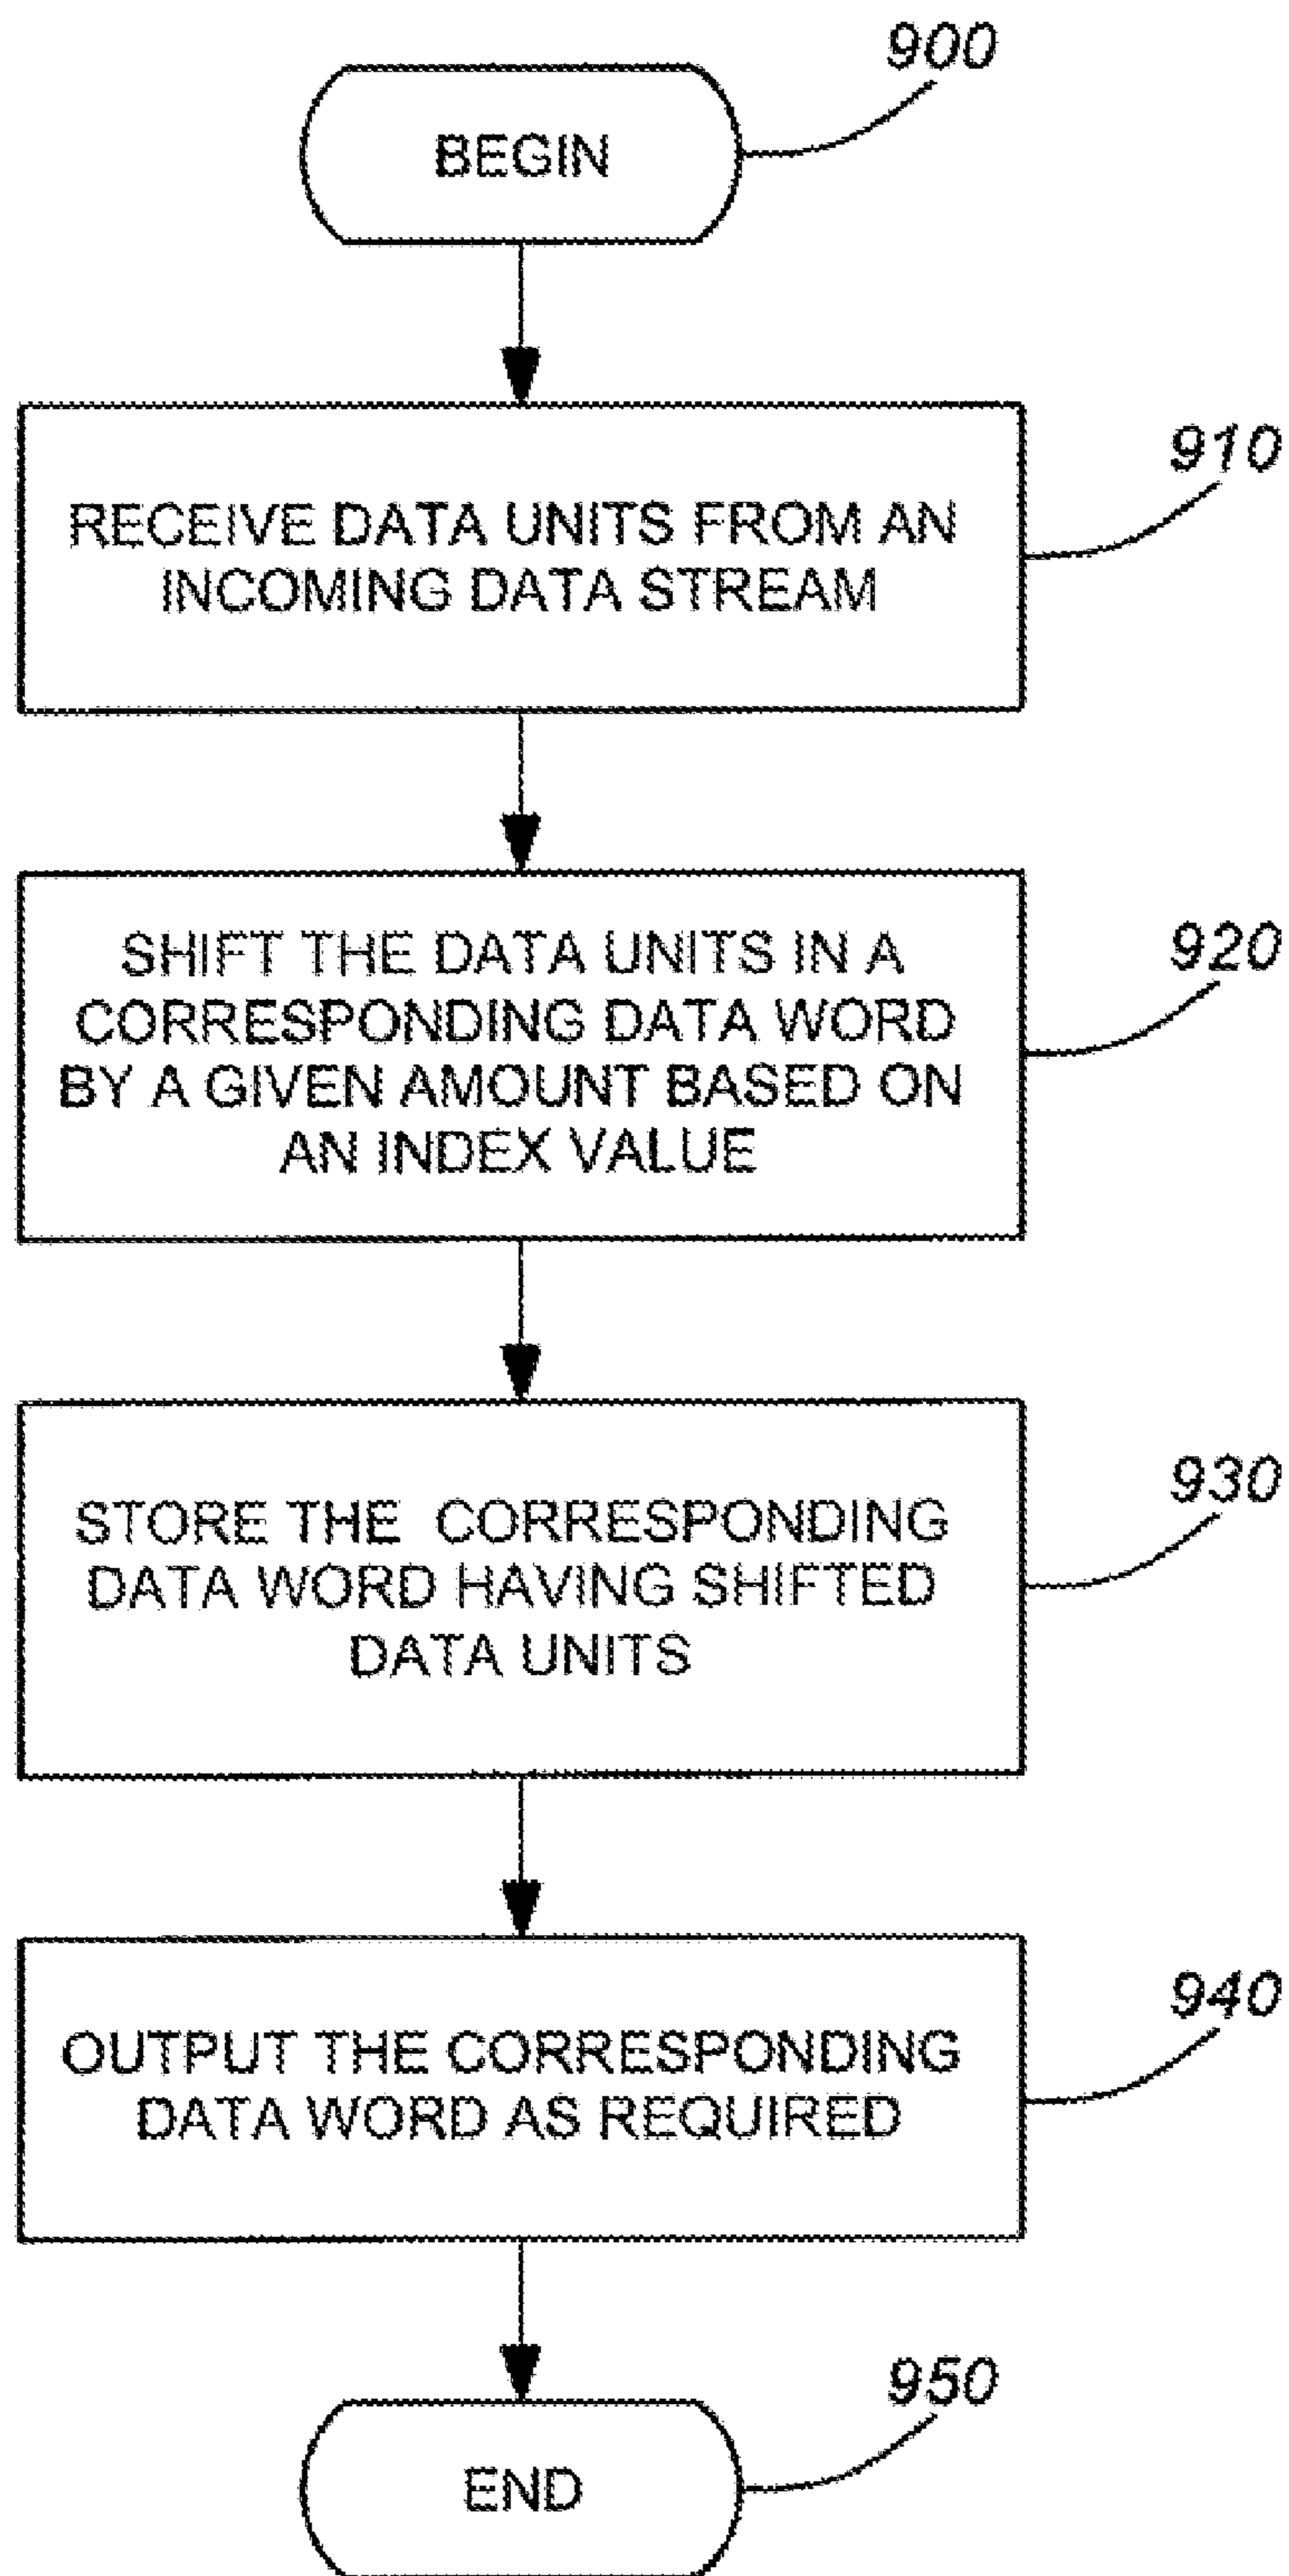 900
BEGIN
910
RECEIVE DATA UNITS FROM AN
INCOMING DATA STREAM
920
SHIFT THE DATA UNITS IN A
CORRESPONDING DATA WORD
BY A GIVEN AMOUNT BASED ON
AN INDEX VALUE
930
STORE THE CORRESPONDING
DATA WORD HAVING SHIFTED
DATA UNITS
940
OUTPUT THE CORRESPONDING
DATA WORD AS REQUIRED
950
END